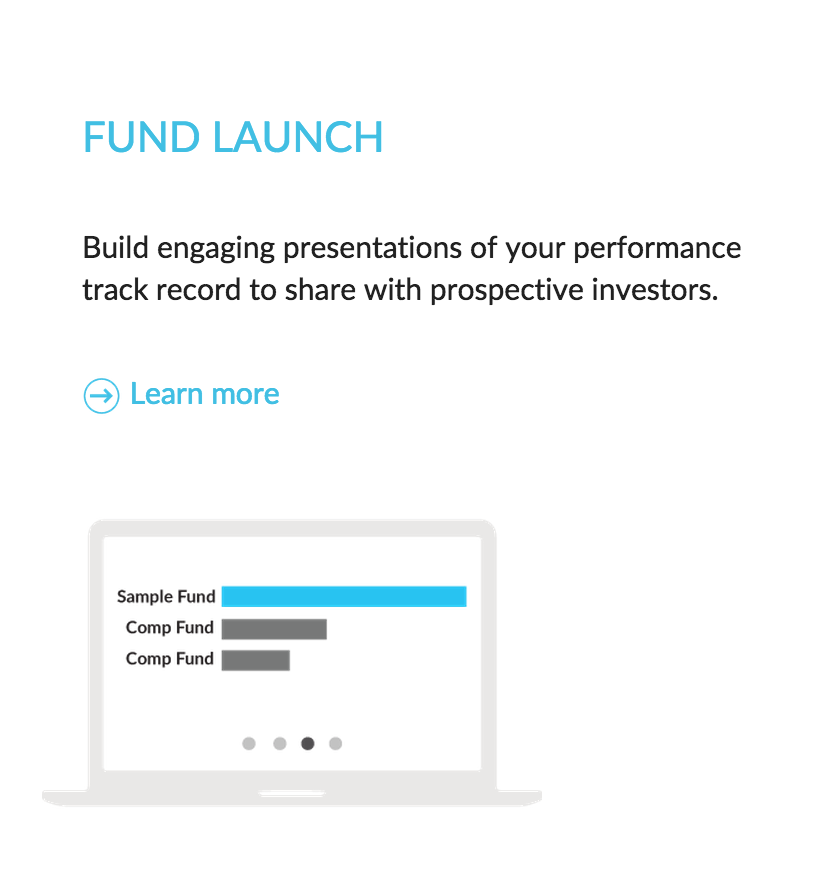 FUND LAUNCH
Build engaging presentations of your performance
track record to share with prospective investors.
Learn more
Sample Fund
Comp Fund
Comp Fund